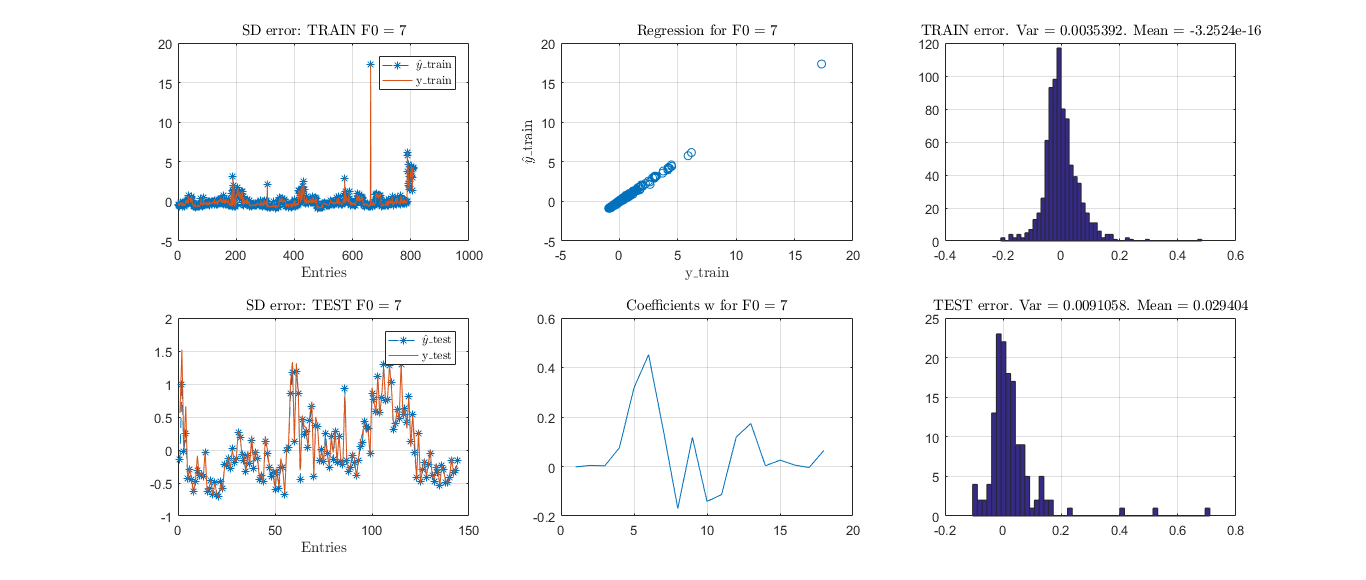 SD error: TRAIN F0 = 7
20
15
10
5
0
-5
0 200 400 600 800 1000
Entries
ŷ_train
y_train
Regression for F0 = 7
20
15
10
5
0
-5
-5 0 5 10 15 20
ŷ_train
y_train
TRAIN error. Var = 0.0035392. Mean = -3.2524e-16
120
100
80
60
40
20
0
-0.4 -0.2 0 0.2 0.4 0.6
SD error: TEST F0 = 7
2
1.5
1
0.5
0
-0.5
-1
0 50 100 150
Entries
ŷ_test
y_test
Coefficients w for F0 = 7
0.6
0.4
0.2
0
-0.2
0 5 10 15 20
TEST error. Var = 0.0091058. Mean = 0.029404
25
20
15
10
5
0
-0.2 0 0.2 0.4 0.6 0.8